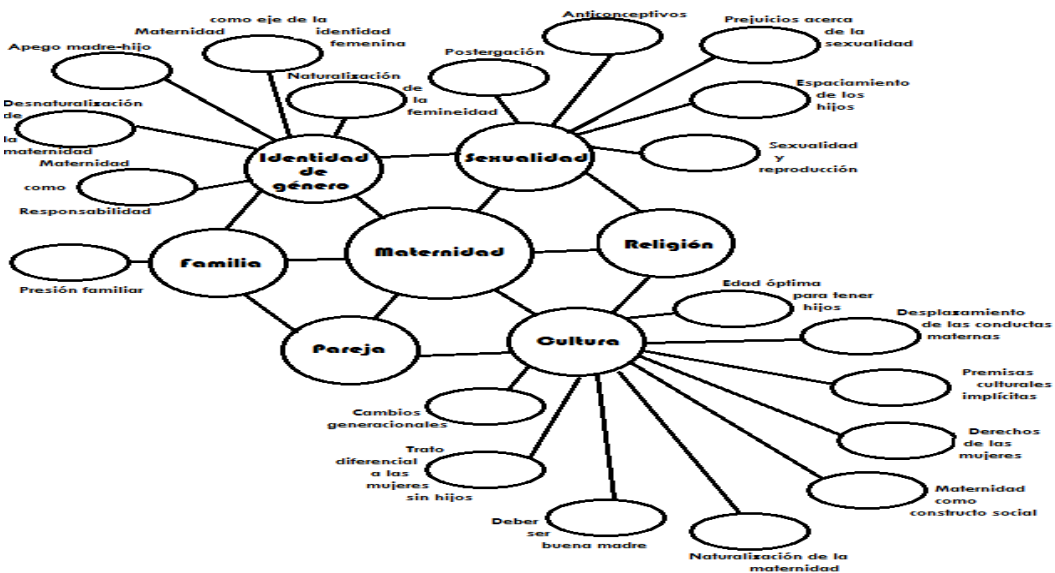 como eje de la
Maternidad identidad
femenina
Apego madre-hijo
Naturalización
de
la
femineidad
Desnaturalización
de
la
maternidad
Maternidad
como
Responsabilidad
Identidad
de
género
Anticonceptivos
Postergación
Prejuicios acerca
de la
sexualidad
Espaciamiento
de los
hijos
Sexualidad
y
reproducción
Sexualidad
Familia
Presión familiar
Maternidad
Religión
Pareja
Cultura
Edad óptima
para tener
hijos
Desplazamiento
de las conductas
maternas
Premisas
culturales
implícitas
Derechos
de las
mujeres
Maternidad
como
constructo social
Naturalización de la
maternidad
Deber
ser
buena madre
Trato
diferencial
a las
mujeres
sin hijos
Cambios
generacionales